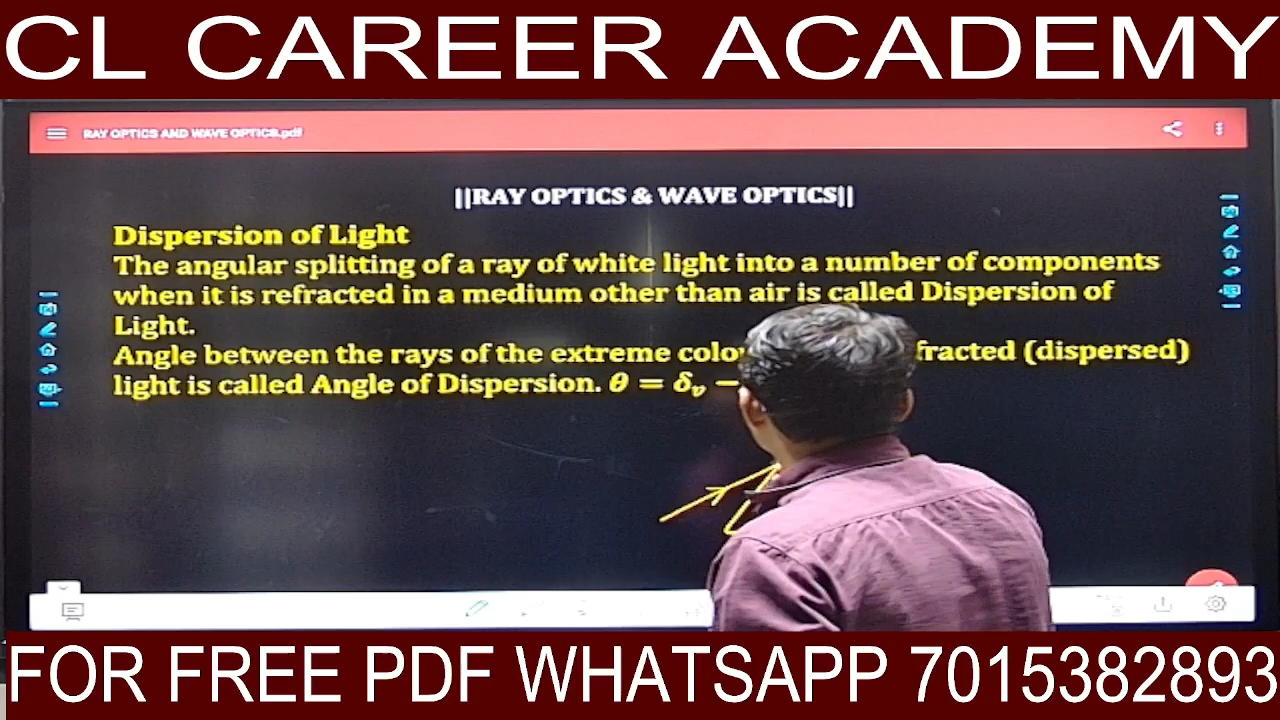 CL CAREER ACADEMY
RAY OPTICS AND WAVE OPTICS.pdf
||RAY OPTICS & WAVE OPTICS||
Dispersion of Light
The angular splitting of a ray of white light into a number of components
when it is refracted in a medium other than air is called Dispersion of
Light.
Angle between the rays of the extreme (dispersed)
light is called Angle of Dispersion. θ = δᵥ −
FOR FREE PDF WHATSAPP 7015382893